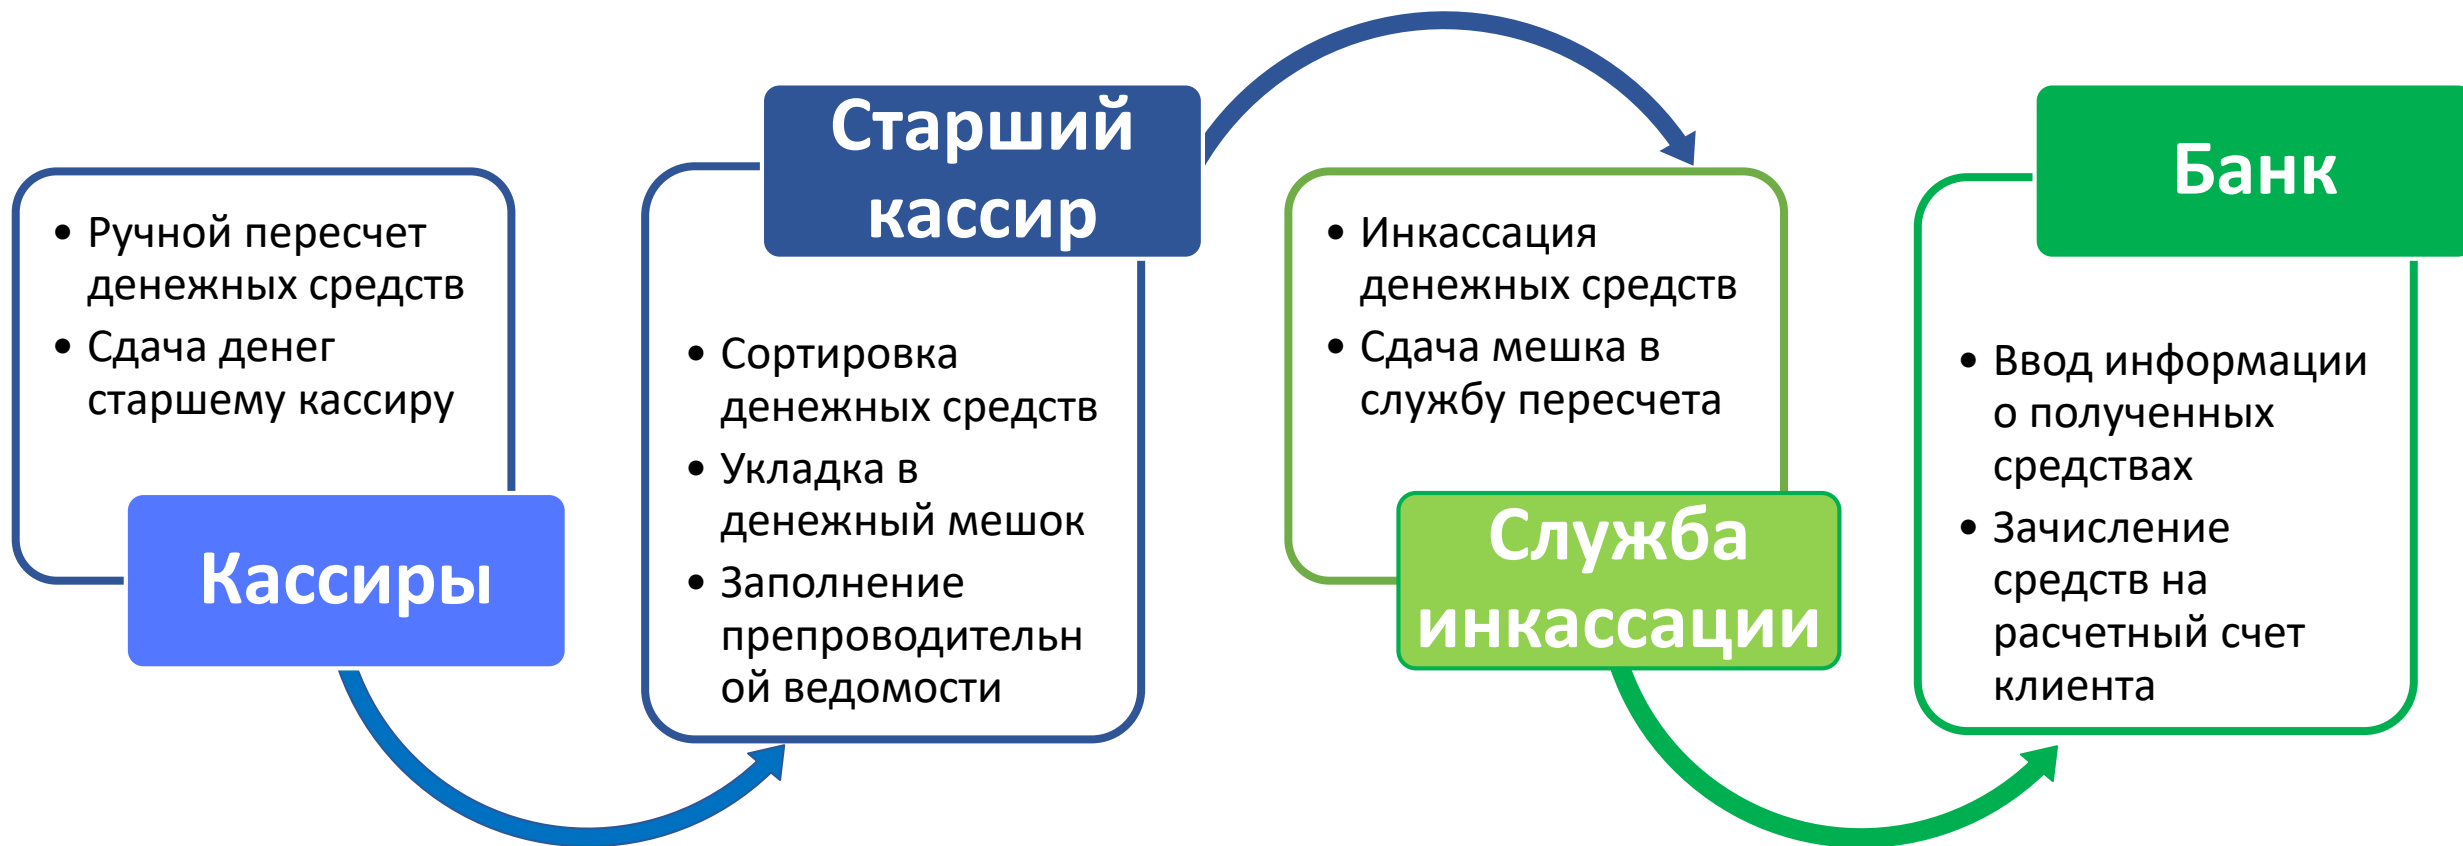 • Ручной пересчет
денежных средств
• Сдача денег
старшему кассиру
Кассиры
Старший
кассир
• Сортировка
денежных средств
• Укладка в
денежный мешок
• Заполнение
препроводительн
ой ведомости
• Инкассация
денежных средств
• Сдача мешка в
службу пересчета
Служба
инкассации
Банк
• Ввод информации
о полученных
средствах
• Зачисление
средств на
расчетный счет
клиента